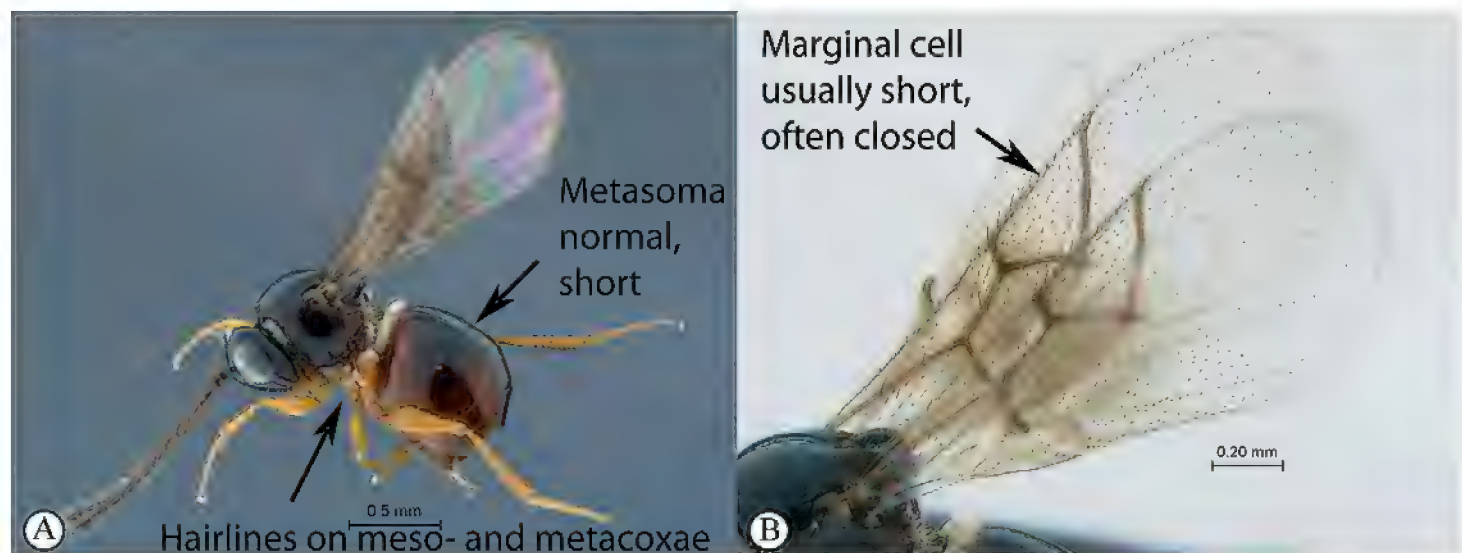 Metasoma
normal,
short
0.5 mm
Hairlines on meso- and metacoxae
A
Marginal cell
usually short,
often closed
0.20 mm
B